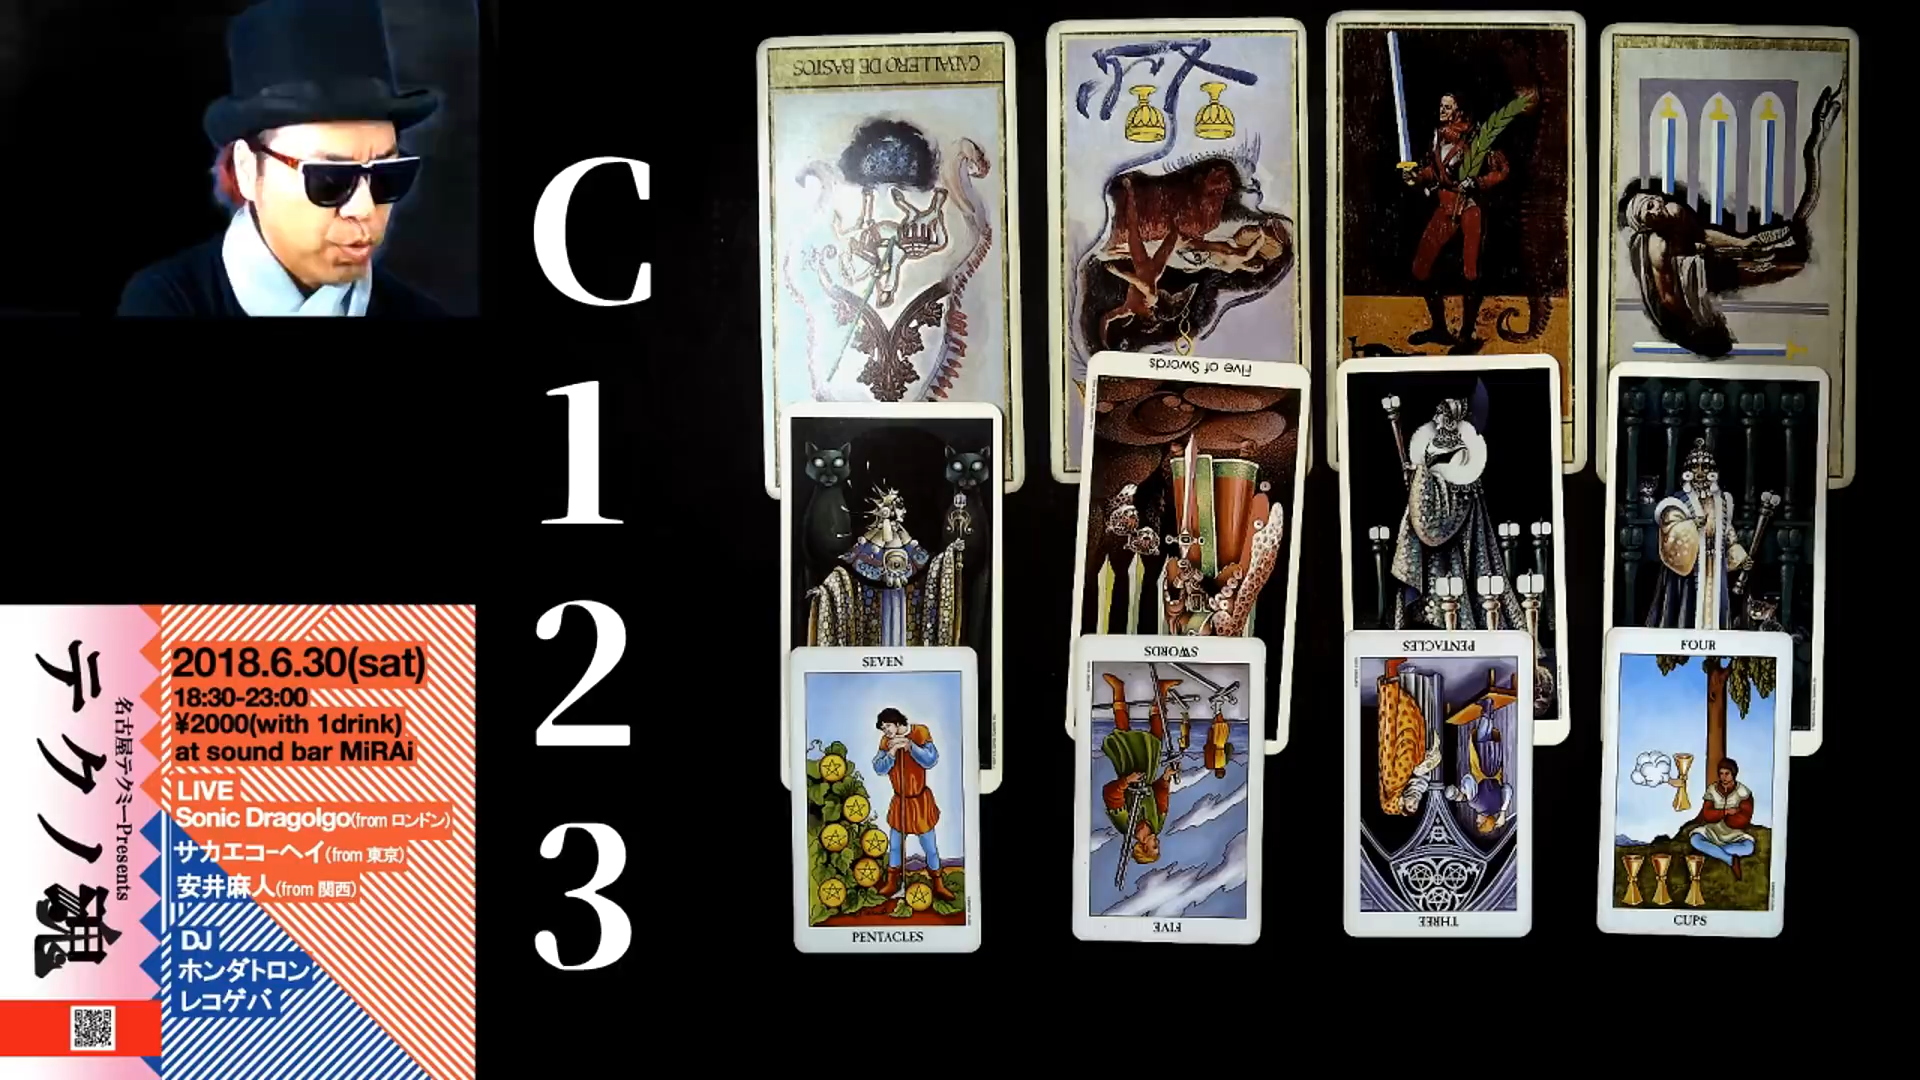 C
1
2
3
CABALLERO DE BASTOS
Five of Swords
SEVEN
PENTACLES
SWORDS
FIVE
PENTACLES
THREE
FOUR
CUPS
テクノ魂
名古屋テクミーPresents
2018.6.30(sat)
18:30-23:00
¥2000(with 1drink)
at sound bar MiRAi
LIVE
Sonic Dragolgo(from ロンドン)
サカエコーヘイ(from 東京)
安井麻人(from 関西)
DJ
ホンダトロン
レコゲバ